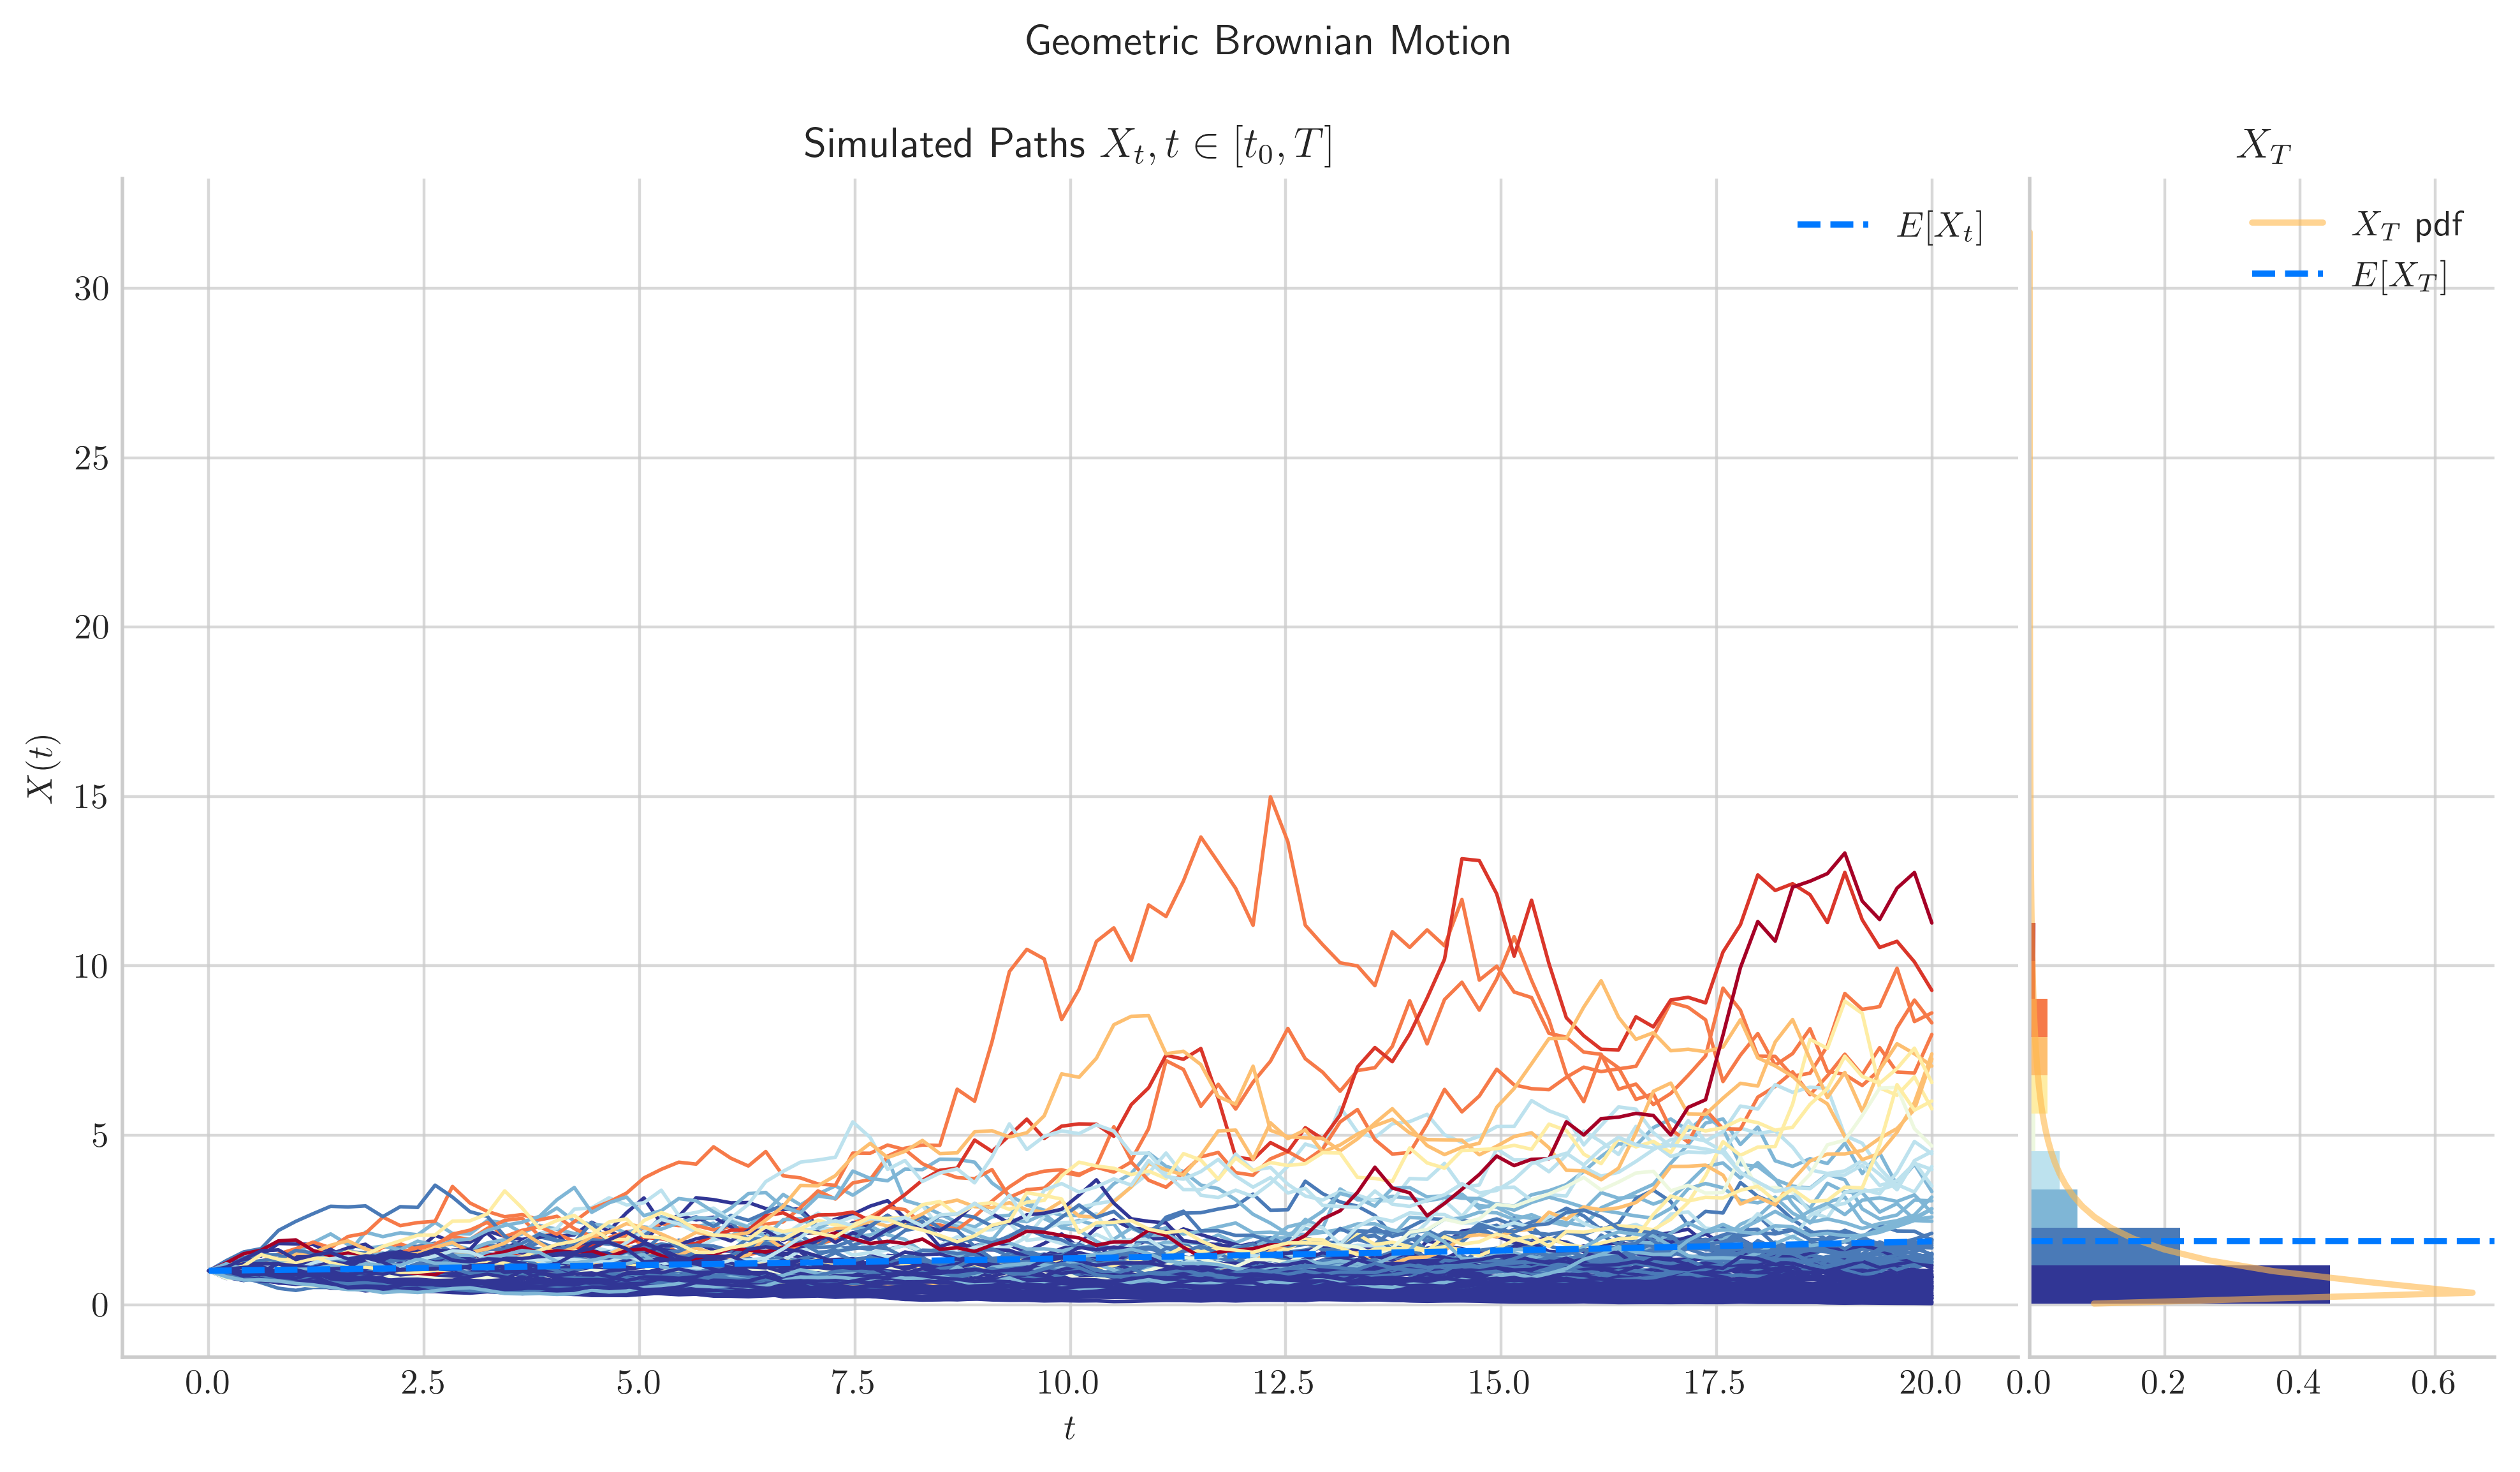 Geometric Brownian Motion
Simulated Paths $X_t, t \in [t_0, T]$
$X_T$
$E[X_t]$
$X_T$ pdf
$E[X_T]$
30
25
20
15
10
5
0
$X(t)$
0.0 2.5 5.0 7.5 10.0 12.5 15.0 17.5 20.0
0.0 0.2 0.4 0.6
$t$